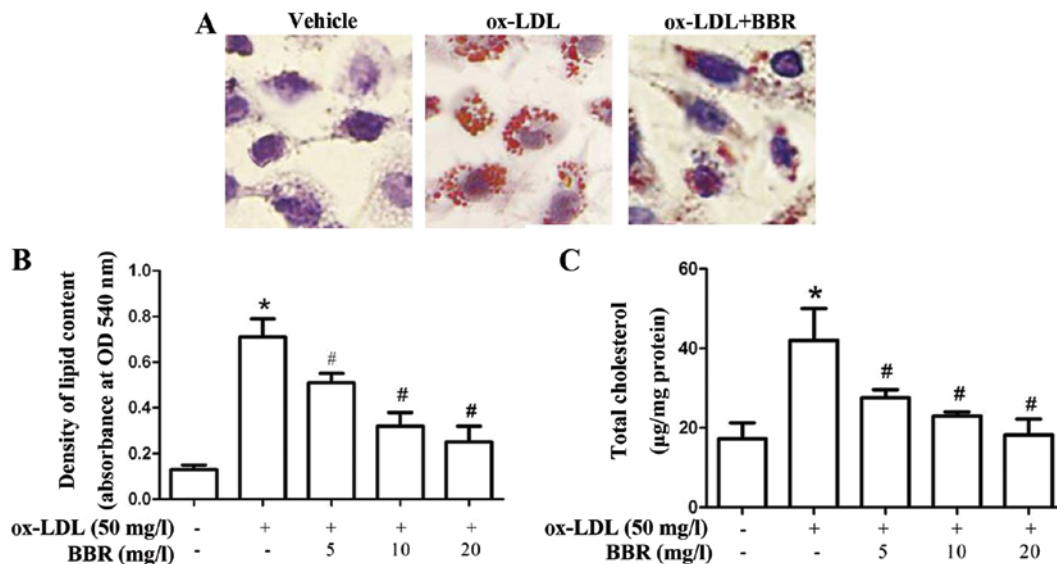 A
Vehicle
ox-LDL
ox-LDL+BBR
B
Density of lipid content
(absorbance at OD 540 nm)
1.0
0.8
0.6
0.4
0.2
0.0
*
#
#
#
ox-LDL (50 mg/l) - + + + +
BBR (mg/l) - - 5 10 20
C
Total cholesterol
(µg/mg protein)
60
40
20
0
*
#
#
#
ox-LDL (50 mg/l) - + + + +
BBR (mg/l) - - 5 10 20